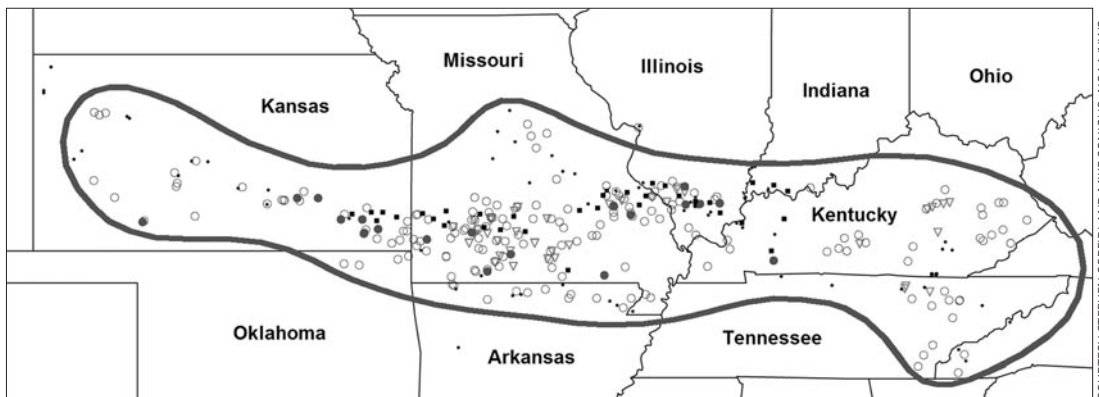 Missouri
Illinois
Ohio
Indiana
Kansas
Kentucky
Oklahoma
Tennessee
Arkansas